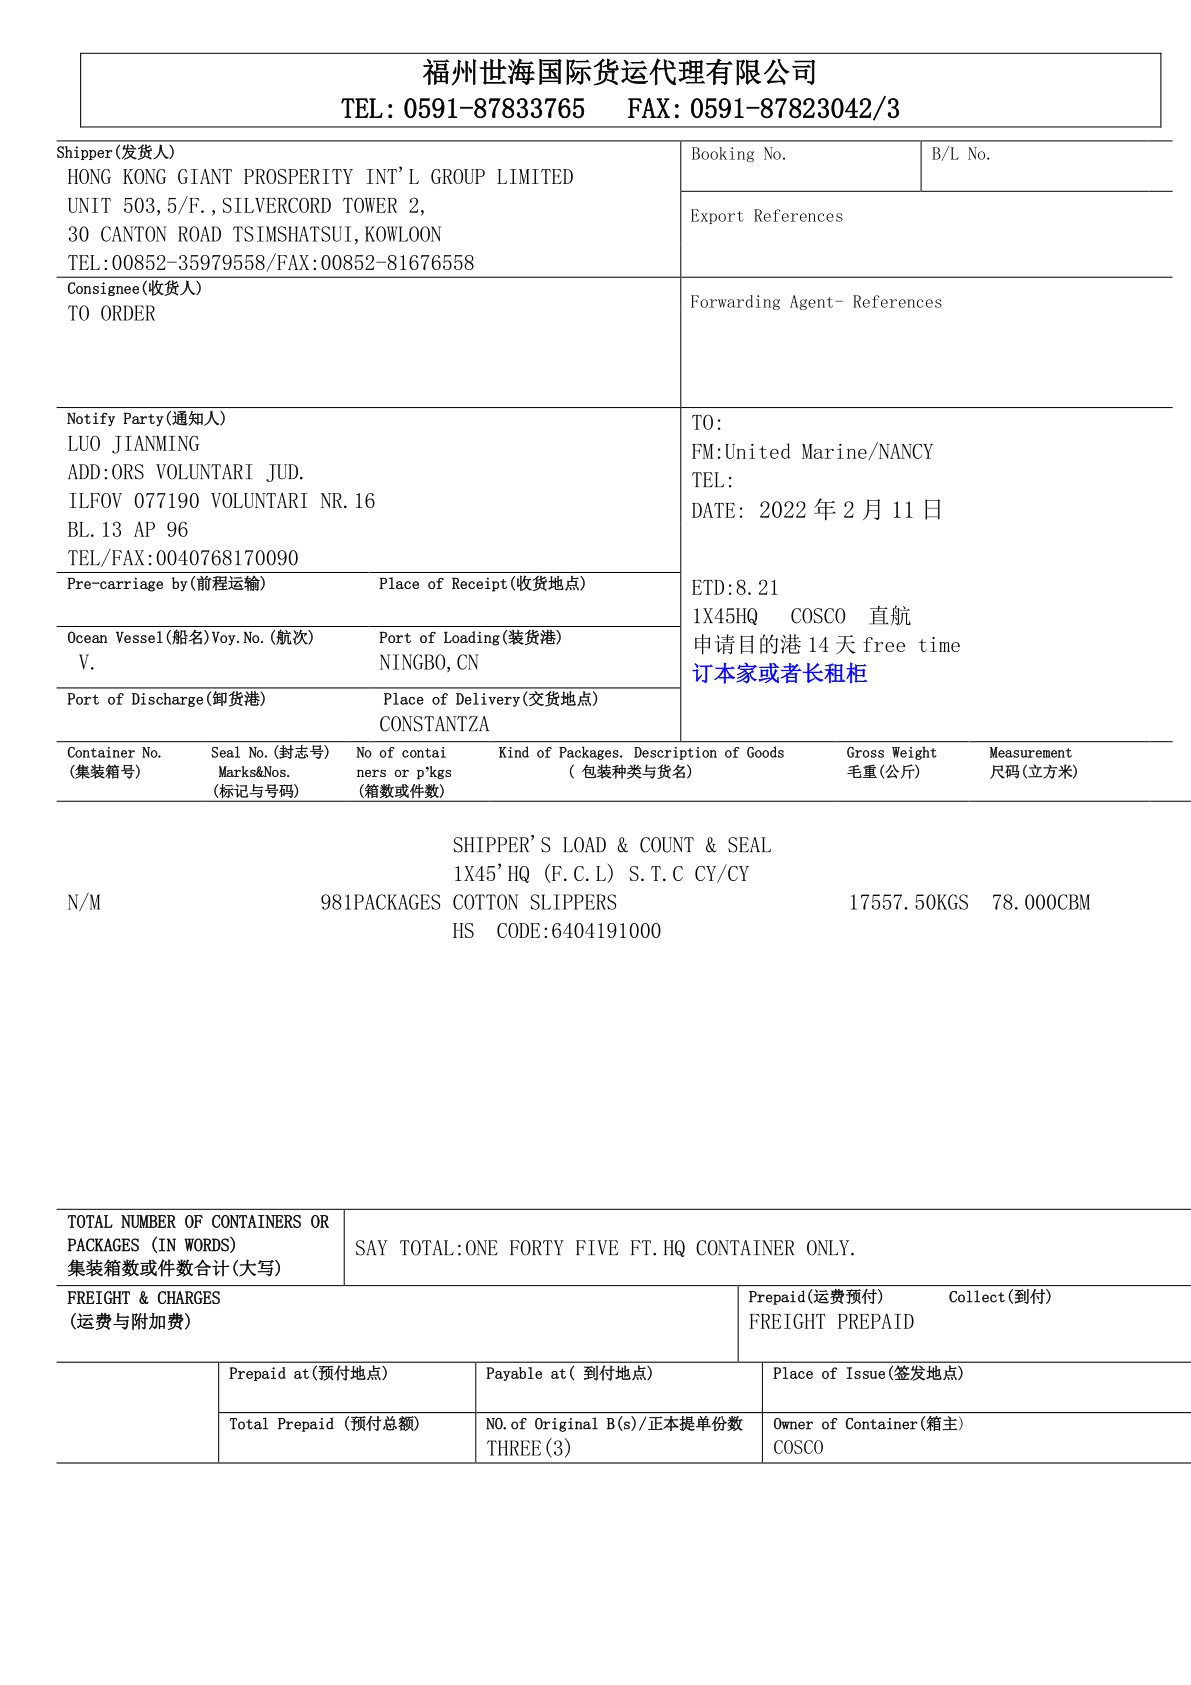 福州世海国际货运代理有限公司
TEL: 0591-87833765 FAX: 0591-87823042/3
Shipper(发货人)
HONG KONG GIANT PROSPERITY INT'L GROUP LIMITED
UNIT 503,5/F.,SILVERCORD TOWER 2,
30 CANTON ROAD TSIMSHATSUI,KOWLOON
TEL:00852-35979558/FAX:00852-81676558
Booking No.
B/L No.
Export References
Consignee(收货人)
TO ORDER
Forwarding Agent- References
Notify Party(通知人)
LUO JIANMING
ADD:ORS VOLUNTARI JUD.
ILFOV 077190 VOLUNTARI NR.16
BL.13 AP 96
TEL/FAX:0040768170090
TO:
FM:United Marine/NANCY
TEL:
DATE: 2022 年 2 月 11 日
ETD:8.21
1X45HQ COSCO 直航
申请目的港 14 天 free time
订本家或者长租柜
Pre-carriage by(前程运输)
Place of Receipt(收货地点)
Ocean Vessel(船名)Voy.No.(航次)
V.
Port of Loading(装货港)
NINGBO,CN
Port of Discharge(卸货港)
Place of Delivery(交货地点)
CONSTANTZA
Container No.
(集装箱号)
Seal No.(封志号)
Marks&Nos.
(标记与号码)
No of contai
ners or p'kgs
(箱数或件数)
Kind of Packages. Description of Goods
( 包装种类与货名)
Gross Weight
毛重(公斤)
Measurement
尺码(立方米)
SHIPPER'S LOAD & COUNT & SEAL
1X45'HQ (F.C.L) S.T.C CY/CY
N/M 981PACKAGES COTTON SLIPPERS 17557.50KGS 78.000CBM
HS CODE:6404191000
TOTAL NUMBER OF CONTAINERS OR
PACKAGES (IN WORDS)
集装箱数或件数合计(大写)
SAY TOTAL:ONE FORTY FIVE FT.HQ CONTAINER ONLY.
FREIGHT & CHARGES
(运费与附加费)
Prepaid(运费预付) Collect(到付)
FREIGHT PREPAID
Prepaid at(预付地点)
Payable at( 到付地点)
Place of Issue(签发地点)
Total Prepaid (预付总额)
NO.of Original B(s)/正本提单份数
THREE(3)
Owner of Container(箱主)
COSCO